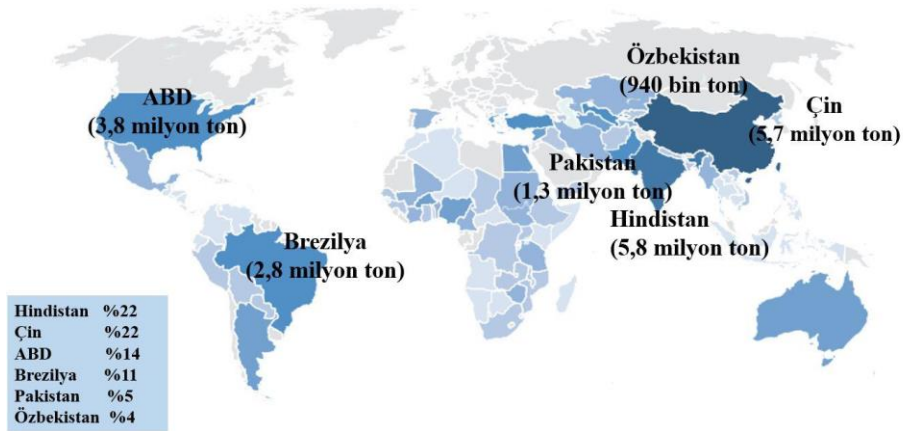 Özbekistan
(940 bin ton)
ABD
(3,8 milyon ton)
Çin
(5,7 milyon ton)
Pakistan
(1,3 milyon ton)
Hindistan
(5,8 milyon ton)
Brezilya
(2,8 milyon ton)
Hindistan %22
Çin %22
ABD %14
Brezilya %11
Pakistan %5
Özbekistan %4